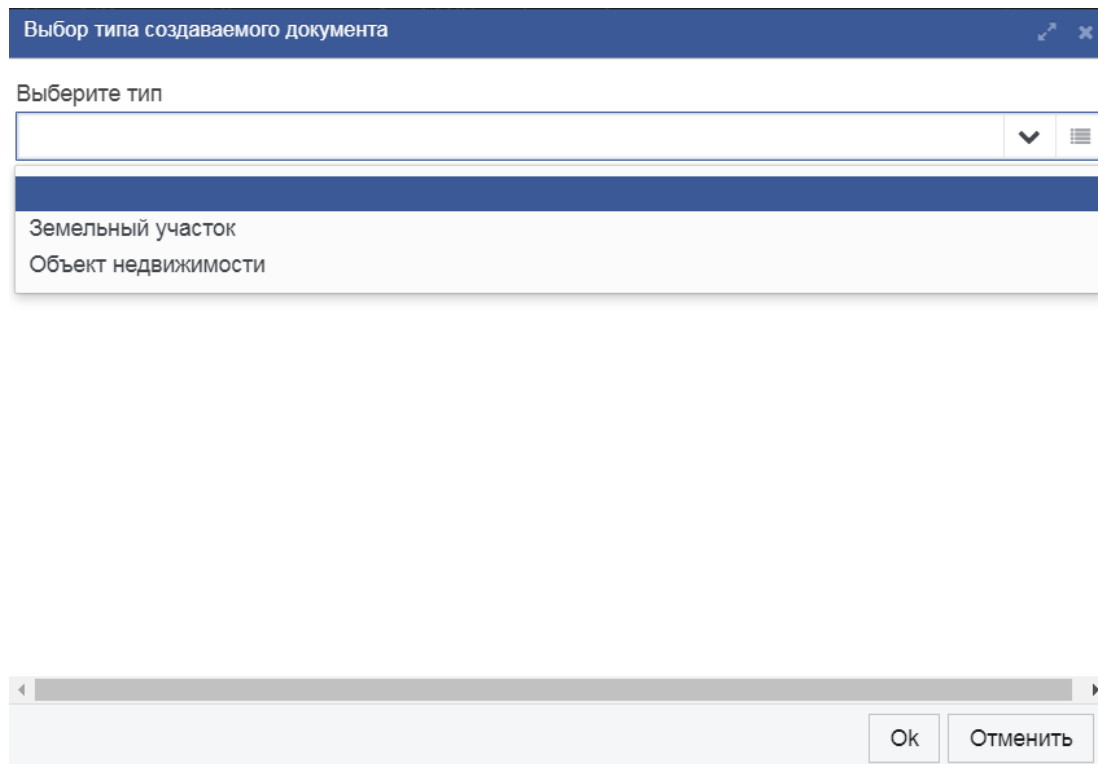 Выбор типа создаваемого документа
Выберите тип
Земельный участок
Объект недвижимости
Ok
Отменить